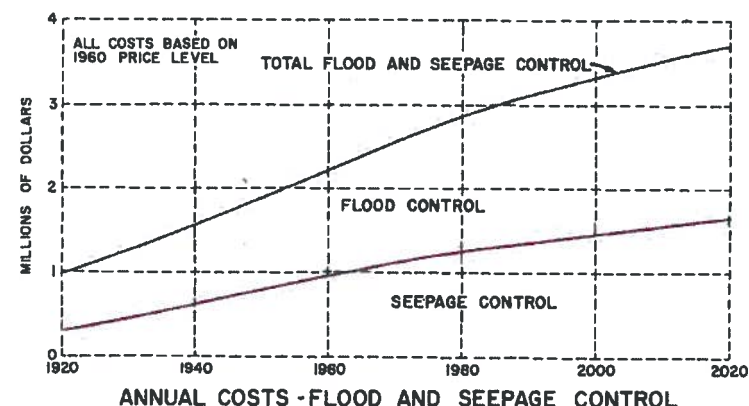 4
ALL COSTS BASED ON
1960 PRICE LEVEL
TOTAL FLOOD AND SEEPAGE CONTROL
3
MILLIONS OF DOLLARS
2
FLOOD CONTROL
1
SEEPAGE CONTROL
0
1920 1940 1960 1980 2000 2020
ANNUAL COSTS - FLOOD AND SEEPAGE CONTROL